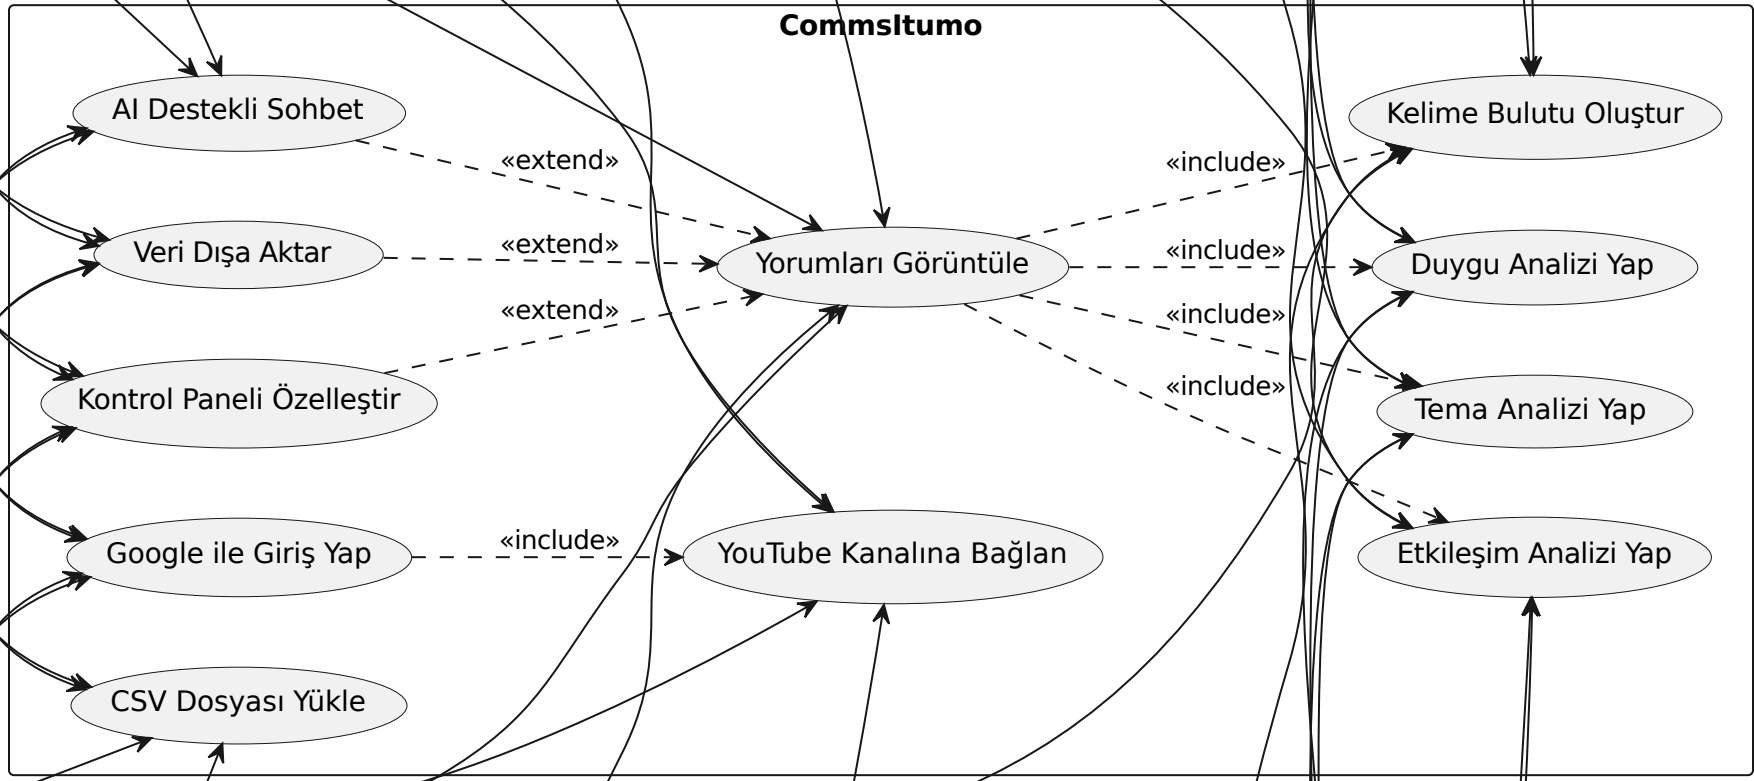 CommsItumo
AI Destekli Sohbet
«extend»
«include»
Kelime Bulutu Oluştur
Veri Dışa Aktar
«extend»
Yorumları Görüntüle
«include»
Duygu Analizi Yap
«extend»
«include»
Kontrol Paneli Özelleştir
«include»
Tema Analizi Yap
Google ile Giriş Yap
«include»
YouTube Kanalına Bağlan
Etkileşim Analizi Yap
CSV Dosyası Yükle